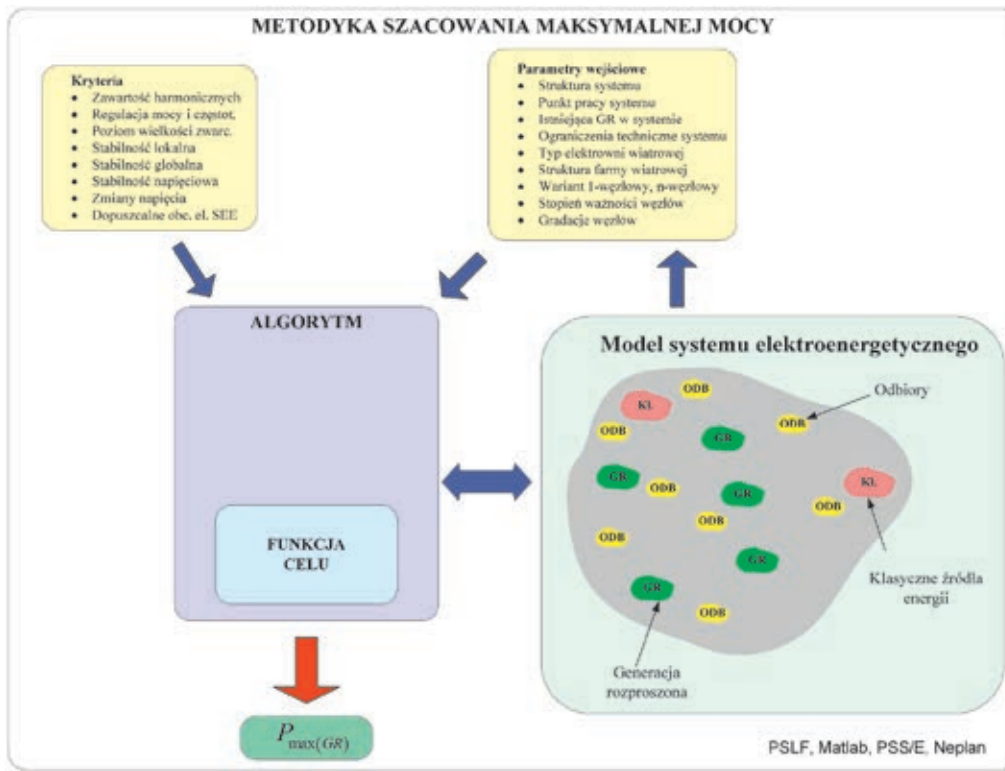 METODYKA SZACOWANIA MAKSYMALNEJ MOCY
Kryteria
• Zawartość harmonicznych
• Regulacja mocy i częstot.
• Poziom wielkości zwarc.
• Stabilność lokalna
• Stabilność globalna
• Stabilność napięciowa
• Zmiany napięcia
• Dopuszcalne obc. el. SEE
Parametry wejściowe
• Struktura systemu
• Punkt pracy systemu
• Istniejąca GR w systemie
• Ograniczenia techniczne systemu
• Typ elektrowni wiatrowej
• Struktura farmy wiatrowej
• Wariant 1-węzłowy, n-węzłowy
• Stopień ważności węzłów
• Gradacje węzłów
ALGORYTM
FUNKCJA
CELU
P max(GR)
Model systemu elektroenergetycznego
ODB
Odbiory
KL
ODB
ODB
GR
GR
ODB
GR
KL
ODB
ODB
ODB
GR
Klasyczne źródła
energii
GR
ODB
Generacja
rozproszona
PSLF, Matlab, PSS/E, Neplan